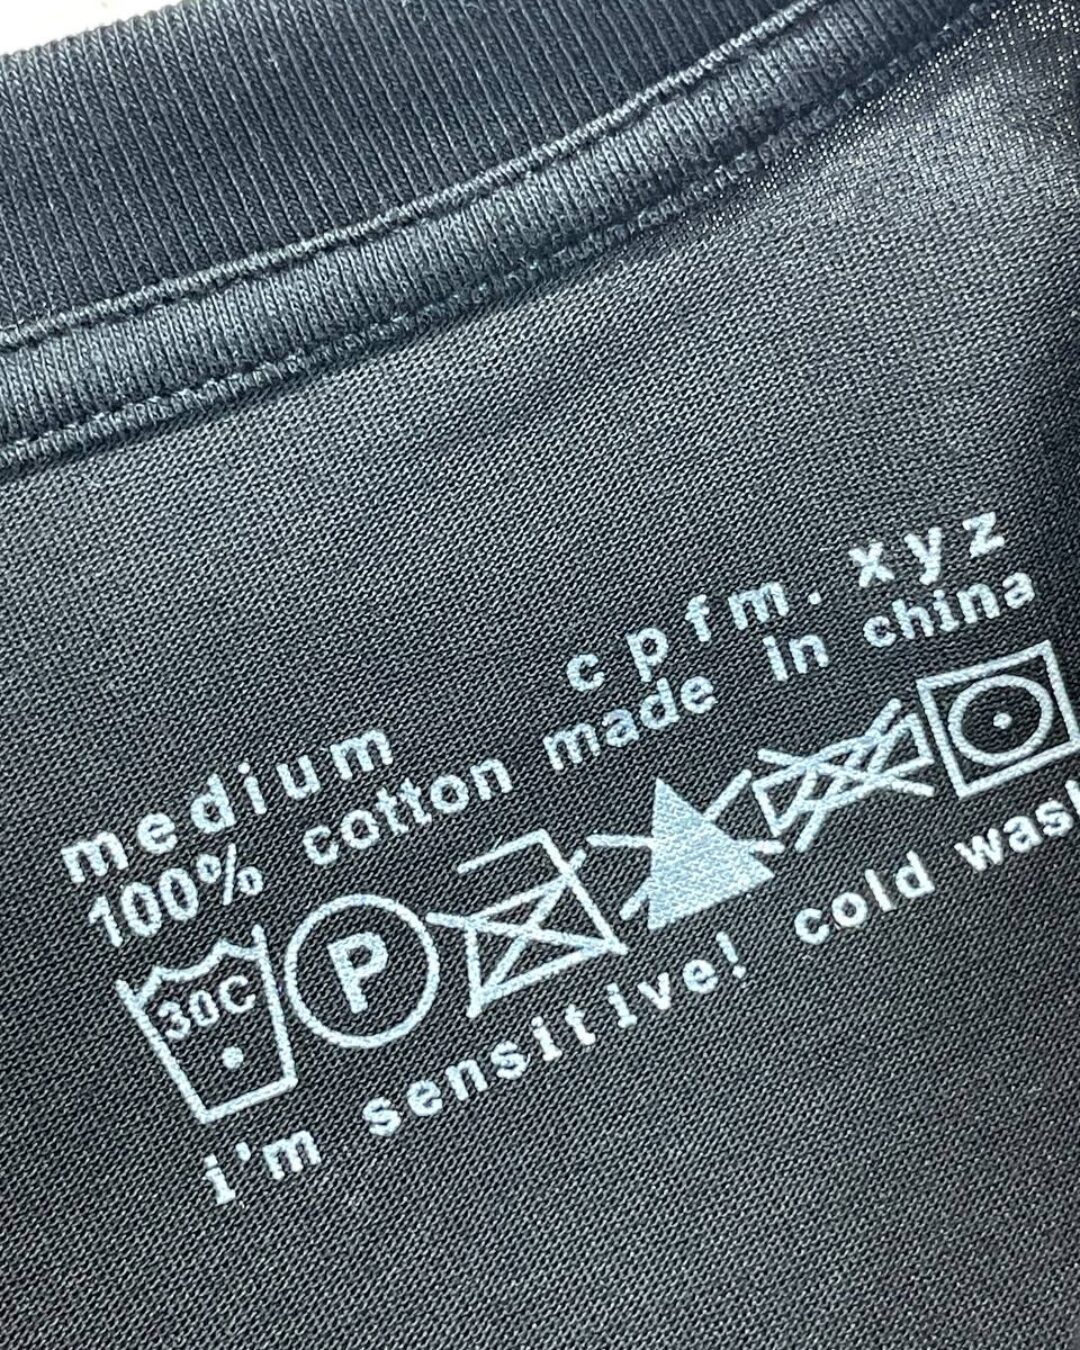 cpfm.xyz
medium
100% cotton made in china
30C P
i'm sensitive! cold wash